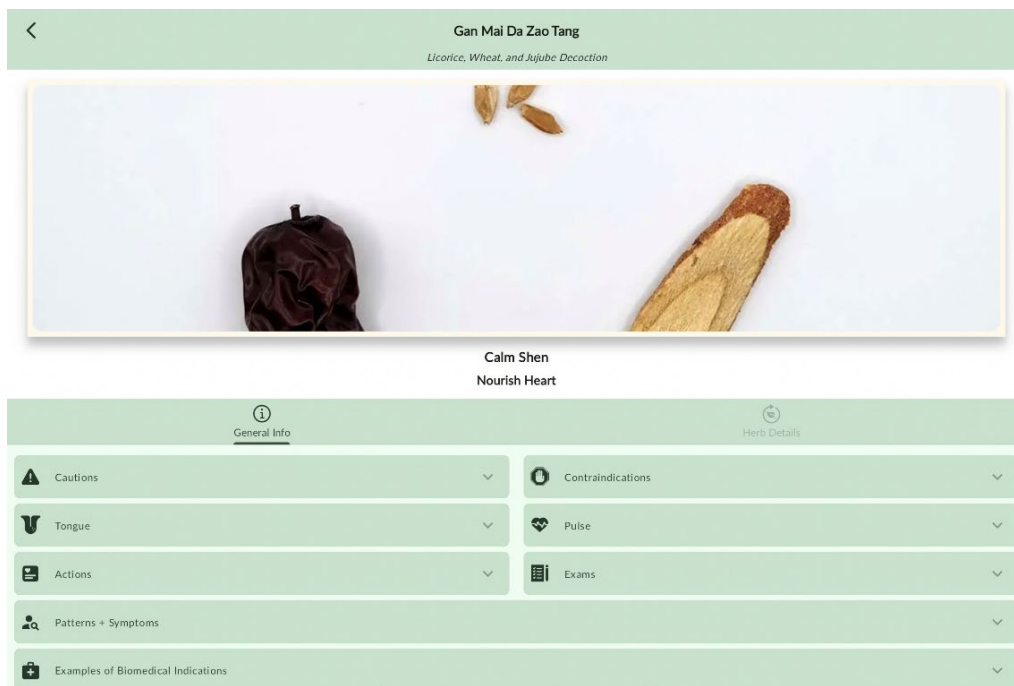 Gan Mai Da Zao Tang
Licorice, Wheat, and Jujube Decoction
Calm Shen
Nourish Heart
General Info
Herb Details
Cautions
Contraindications
Tongue
Pulse
Actions
Exams
Patterns + Symptoms
Examples of Biomedical Indications